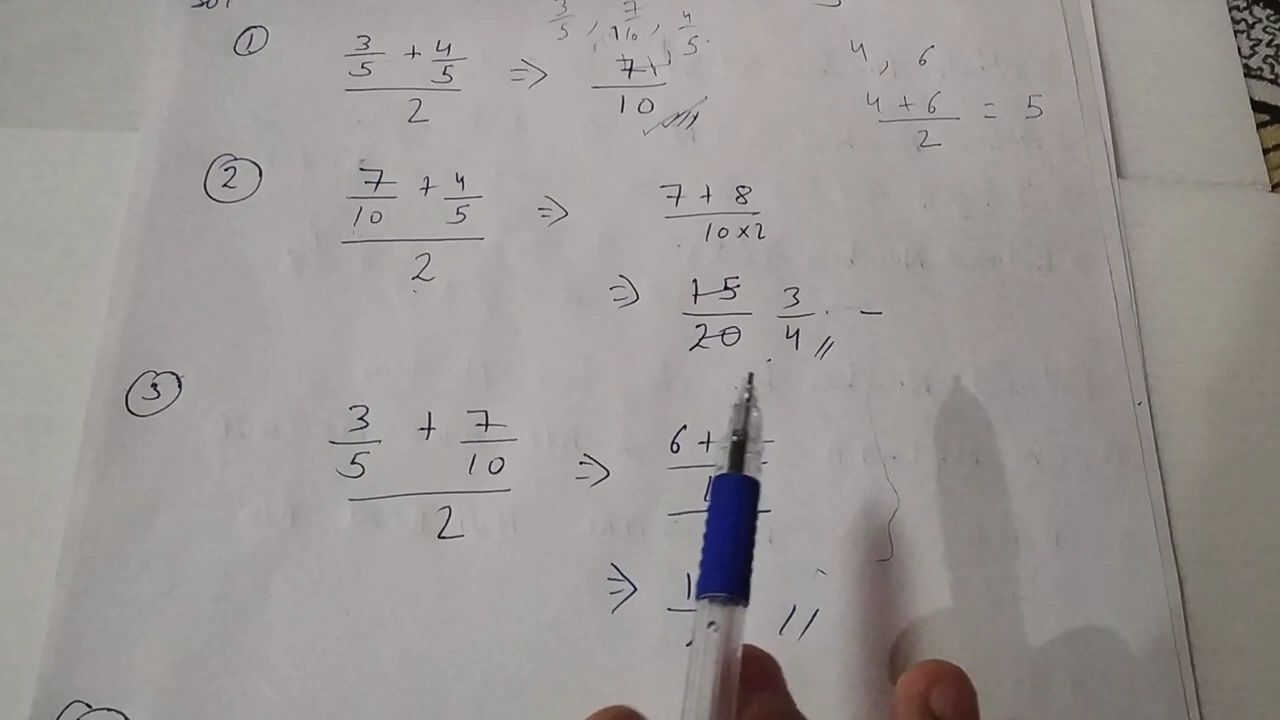 3/5 , 7/10 , 4/5
① (3/5 + 4/5)/2 ⇒ 7/10
4 , 6
(4 + 6)/2 = 5
② (7/10 + 4/5)/2 ⇒ (7 + 8)/(10×2)
⇒ 15/20 3/4
③ (3/5 + 7/10)/2 ⇒ 6 +
⇒